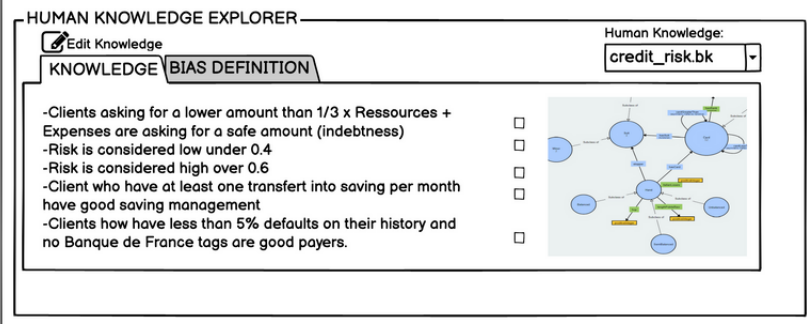 HUMAN KNOWLEDGE EXPLORER
Edit Knowledge
Human Knowledge:
credit_risk.bk
KNOWLEDGE
BIAS DEFINITION
-Clients asking for a lower amount than 1/3 x Ressources +
Expenses are asking for a safe amount (indebtness)
-Risk is considered low under 0.4
-Risk is considered high over 0.6
-Client who have at least one transfert into saving per month
have good saving management
-Clients how have less than 5% defaults on their history and
no Banque de France tags are good payers.